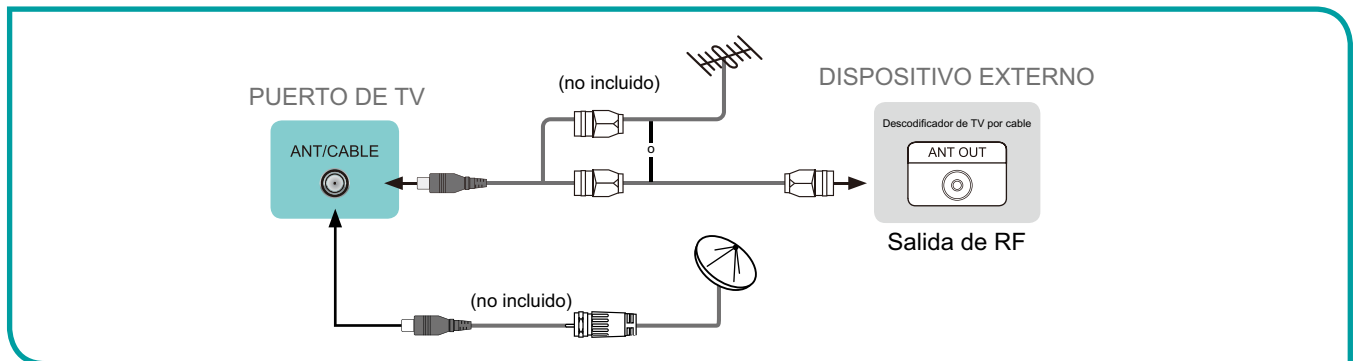 PUERTO DE TV
ANT/CABLE
(no incluido)
o
DISPOSITIVO EXTERNO
Descodificador de TV por cable
ANT OUT
Salida de RF
(no incluido)